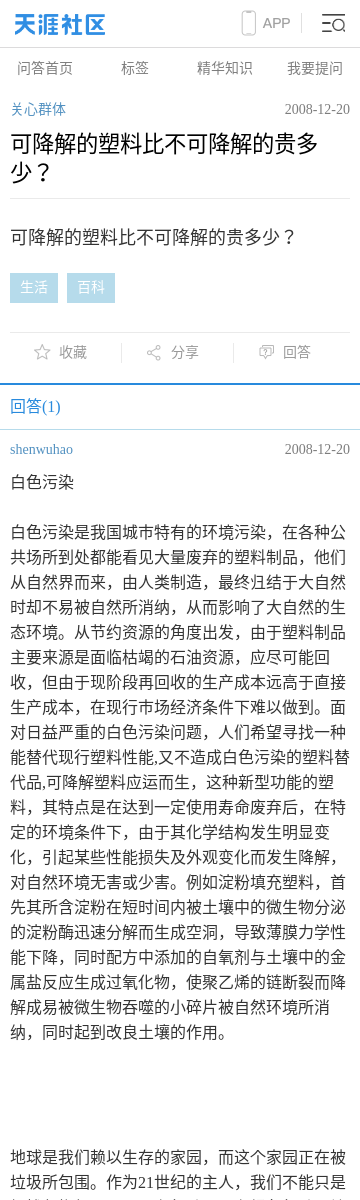 天涯社区
APP
问答首页 标签 精华知识 我要提问
关心群体 2008-12-20
可降解的塑料比不可降解的贵多
少？
可降解的塑料比不可降解的贵多少？
生活 百科
收藏 分享 回答
回答(1)
shenwuhao 2008-12-20
白色污染
白色污染是我国城市特有的环境污染，在各种公
共场所到处都能看见大量废弃的塑料制品，他们
从自然界而来，由人类制造，最终归结于大自然
时却不易被自然所消纳，从而影响了大自然的生
态环境。从节约资源的角度出发，由于塑料制品
主要来源是面临枯竭的石油资源，应尽可能回
收，但由于现阶段再回收的生产成本远高于直接
生产成本，在现行市场经济条件下难以做到。面
对日益严重的白色污染问题，人们希望寻找一种
能替代现行塑料性能,又不造成白色污染的塑料替
代品,可降解塑料应运而生，这种新型功能的塑
料，其特点是在达到一定使用寿命废弃后，在特
定的环境条件下，由于其化学结构发生明显变
化，引起某些性能损失及外观变化而发生降解，
对自然环境无害或少害。例如淀粉填充塑料，首
先其所含淀粉在短时间内被土壤中的微生物分泌
的淀粉酶迅速分解而生成空洞，导致薄膜力学性
能下降，同时配方中添加的自氧剂与土壤中的金
属盐反应生成过氧化物，使聚乙烯的链断裂而降
解成易被微生物吞噬的小碎片被自然环境所消
纳，同时起到改良土壤的作用。
地球是我们赖以生存的家园，而这个家园正在被
垃圾所包围。作为21世纪的主人，我们不能只是